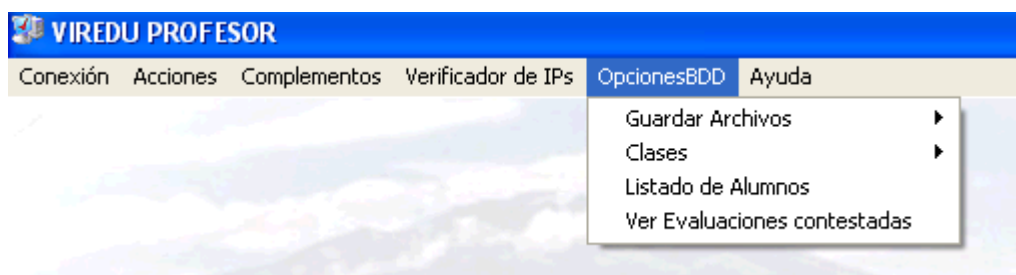 VIREDU PROFESOR
Conexión Acciones Complementos Verificador de IPs OpcionesBDD Ayuda
Guardar Archivos
Clases
Listado de Alumnos
Ver Evaluaciones contestadas